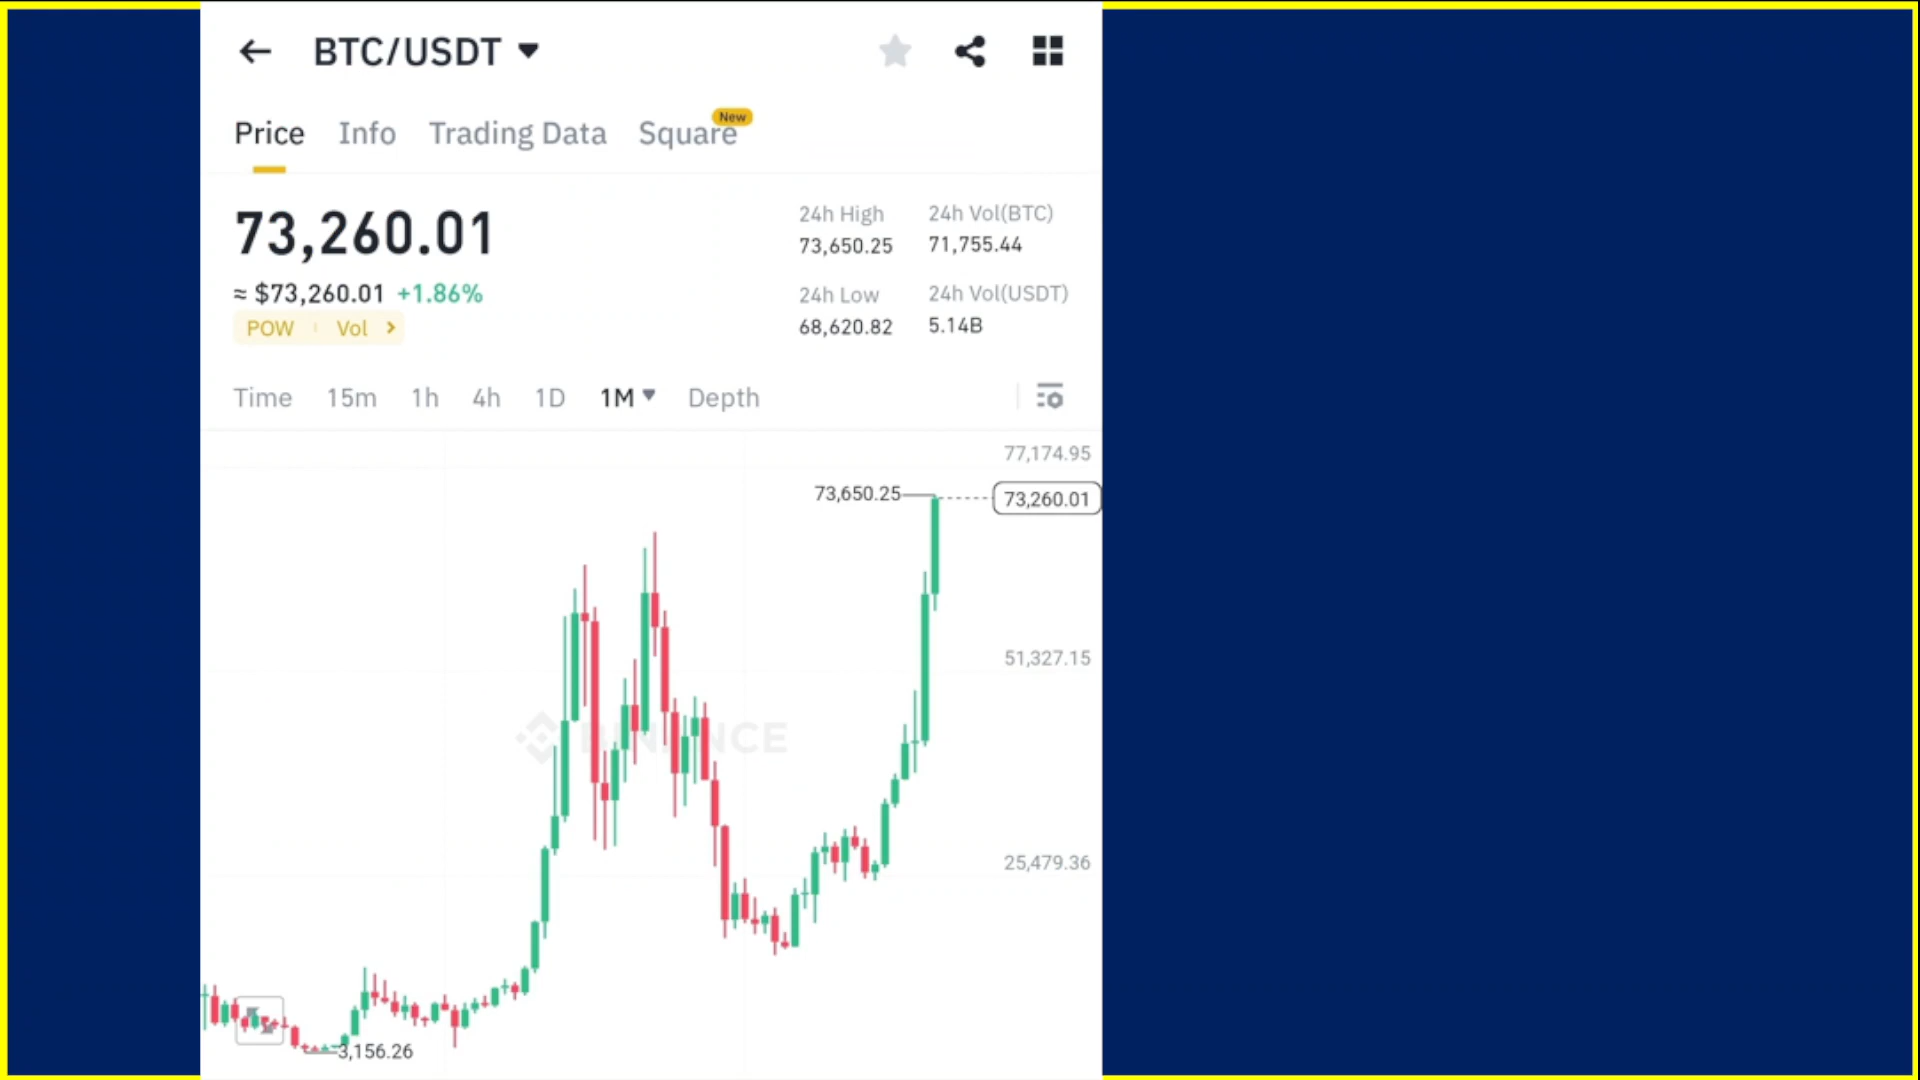 BTC/USDT
Price Info Trading Data Square New
73,260.01
≈ $73,260.01 +1.86%
POW Vol
24h High
73,650.25
24h Vol(BTC)
71,755.44
24h Low
68,620.82
24h Vol(USDT)
5.14B
Time 15m 1h 4h 1D 1M Depth
77,174.95
73,650.25
73,260.01
51,327.15
BINANCE
25,479.36
3,156.26